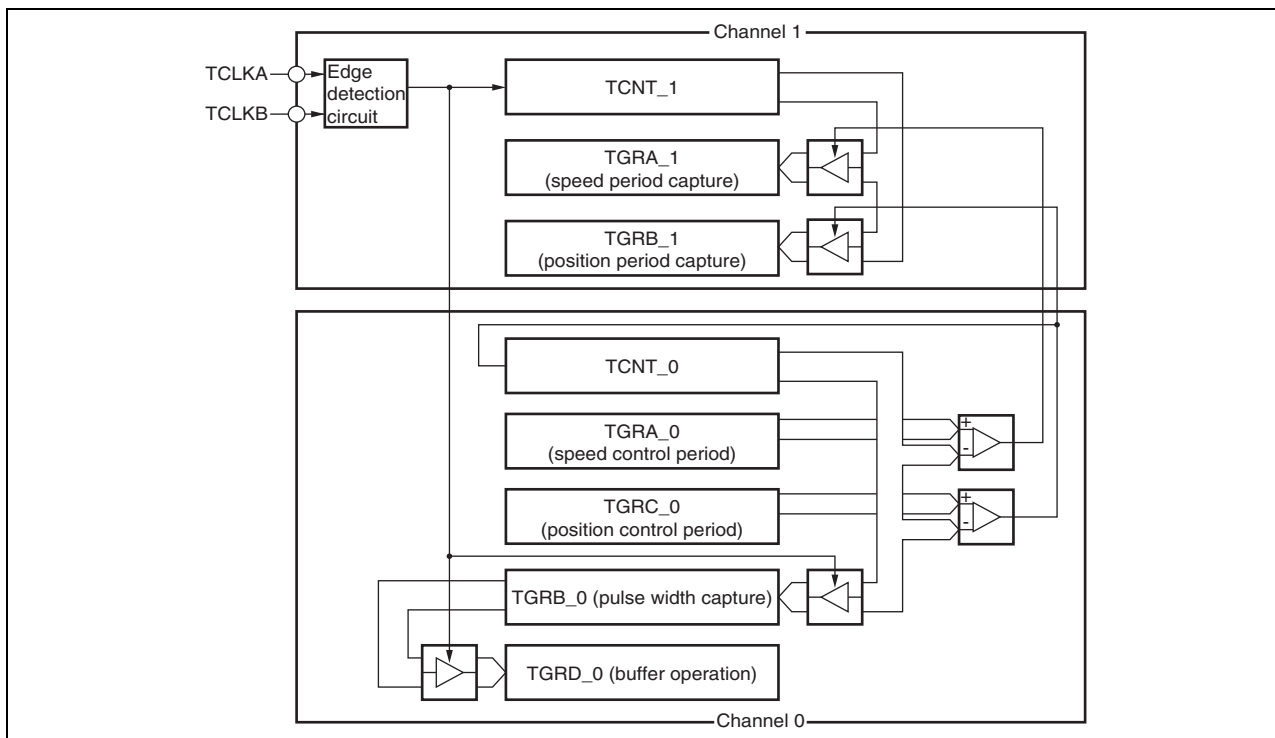 Channel 1
TCLKA
TCLKB
Edge
detection
circuit
TCNT_1
TGRA_1
(speed period capture)
TGRB_1
(position period capture)
TCNT_0
TGRA_0
(speed control period)
+
-
TGRC_0
(position control period)
+
-
TGRB_0 (pulse width capture)
TGRD_0 (buffer operation)
Channel 0